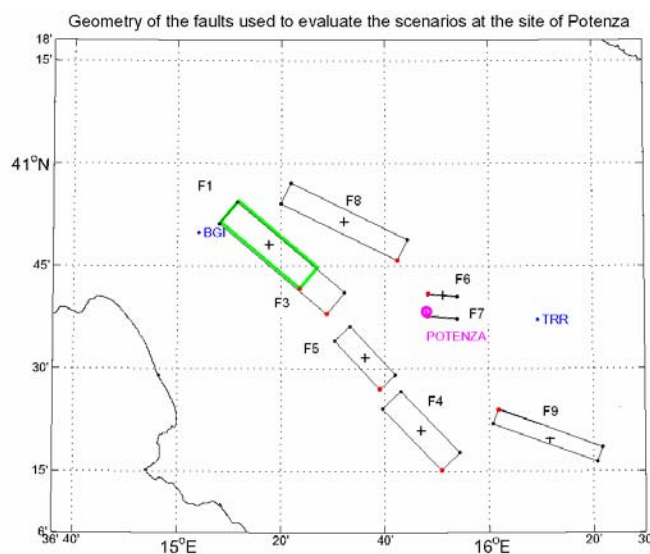 Geometry of the faults used to evaluate the scenarios at the site of Potenza
18'
15'
41°N
F1
F8
BGI
45'
F6
F3
F7
POTENZA
TRR
F5
30'
F4
F9
15'
6'
36' 40'
15°E
20'
40'
16°E
20'
30